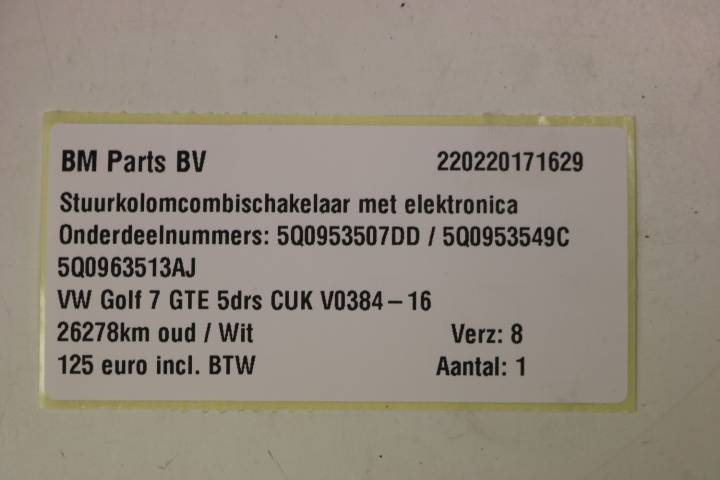 BM Parts BV 220220171629
Stuurkolomcombischakelaar met elektronica
Onderdeelnummers: 5Q0953507DD / 5Q0953549C
5Q0963513AJ
VW Golf 7 GTE 5drs CUK V0384-16
26278km oud / Wit Verz: 8
125 euro incl. BTW Aantal: 1